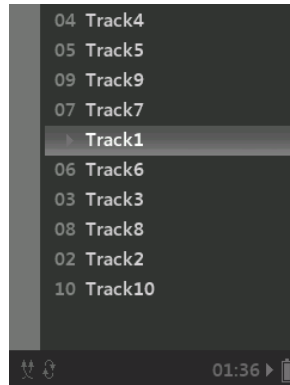 04 Track4
05 Track5
09 Track9
07 Track7
Track1
06 Track6
03 Track3
08 Track8
02 Track2
10 Track10
01:36